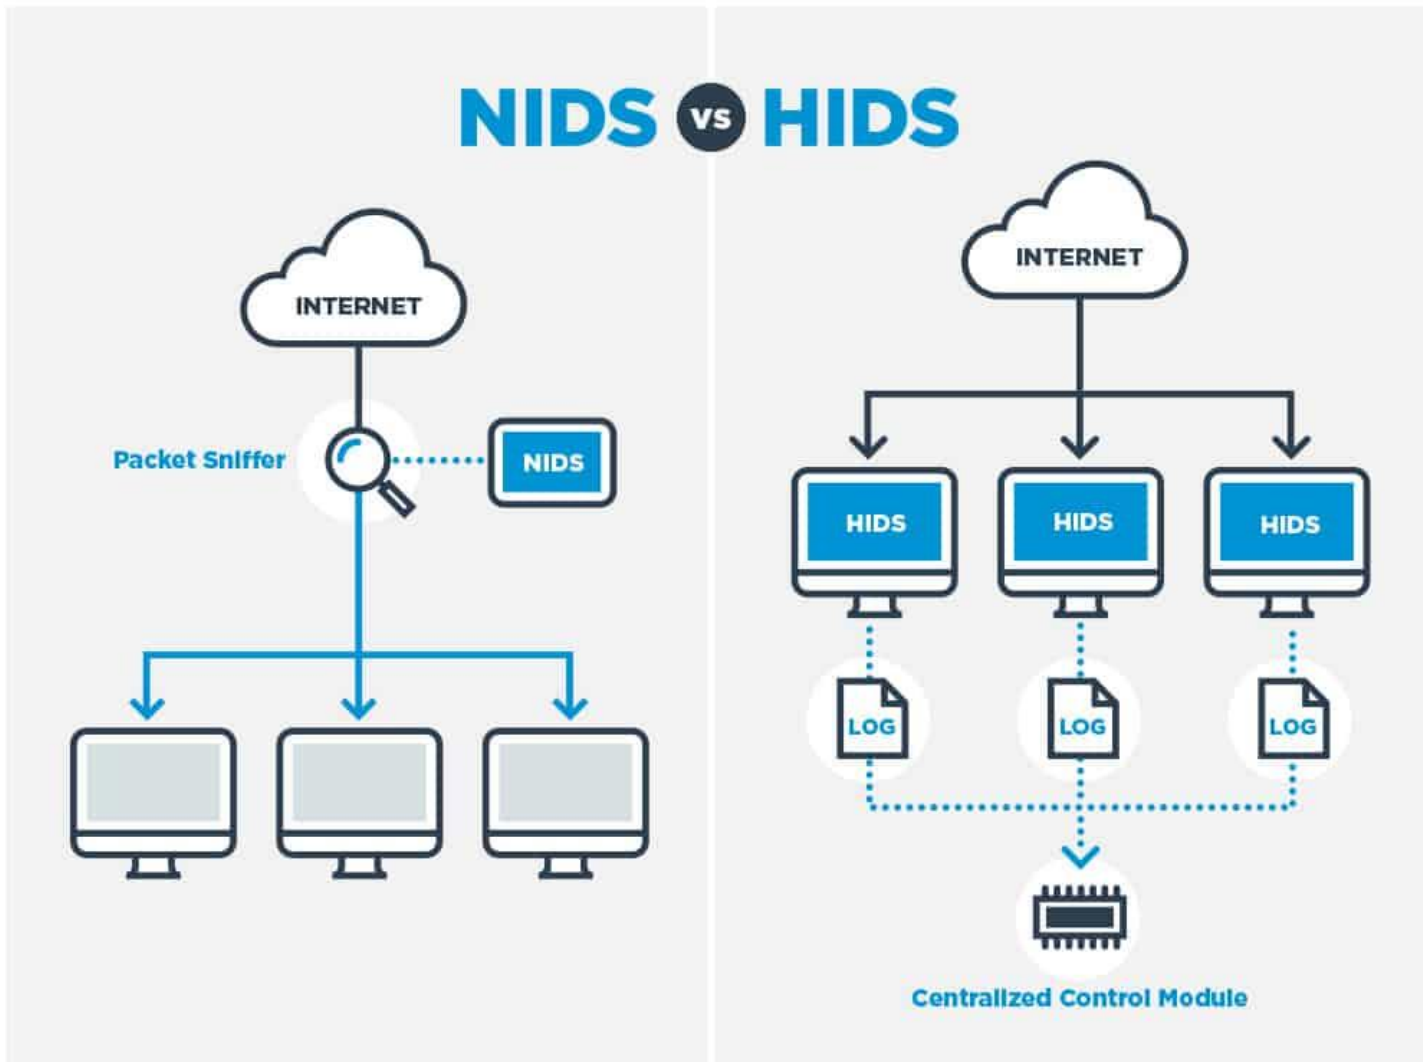 NIDS vs HIDS
INTERNET
Packet Sniffer
NIDS
INTERNET
HIDS
HIDS
HIDS
LOG
LOG
LOG
Centralized Control Module